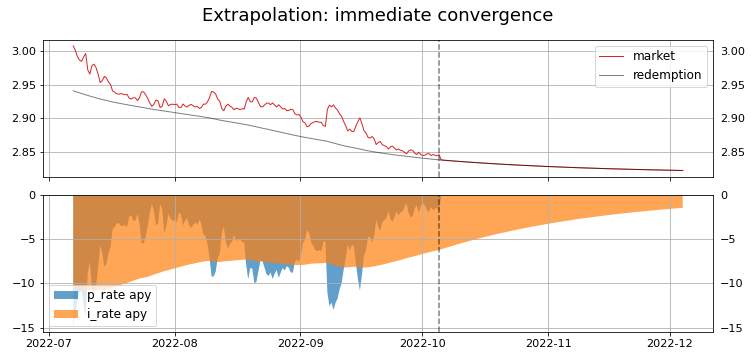 Extrapolation: immediate convergence
3.00 3.00
market
redemption
2.95 2.95
2.90 2.90
2.85 2.85
0 0
−5 −5
−10 −10
p_rate apy
i_rate apy
−15 −15
2022-07 2022-08 2022-09 2022-10 2022-11 2022-12